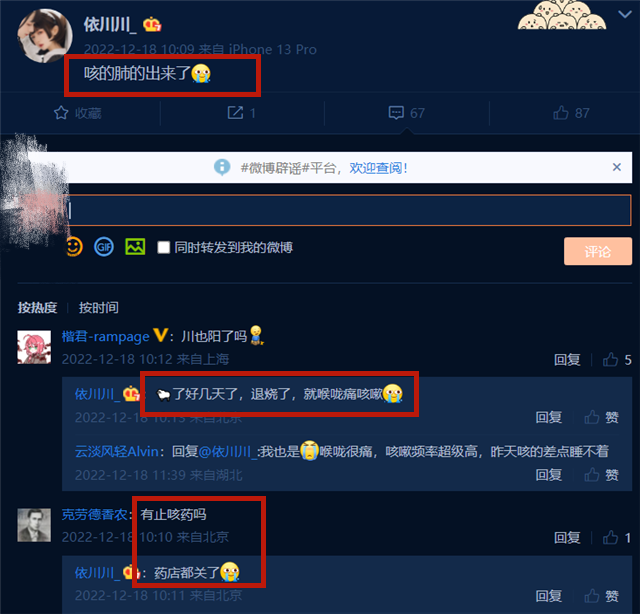 依川川_
2022-12-18 10:09 来自 iPhone 13 Pro
咳的肺的出来了
收藏
1
67
87
#微博辟谣#平台，欢迎查阅!
×
GIF
同时转发到我的微博
评论
按热度 按时间
楷君-rampage V：川也阳了吗
2022-12-18 10:12 来自上海
回复 5
依川川_：了好几天了，退烧了，就喉咙痛咳嗽
2022-12-18 10:13 来自北京
回复 赞
云淡风轻Alvin：回复@依川川_:我也是喉咙很痛，咳嗽频率超级高，昨天咳的差点睡不着
2022-12-18 11:39 来自湖北
回复 赞
克劳德香农：有止咳药吗
2022-12-18 10:10 来自北京
回复 1
依川川_：药店都关了
2022-12-18 10:11 来自北京
回复 赞